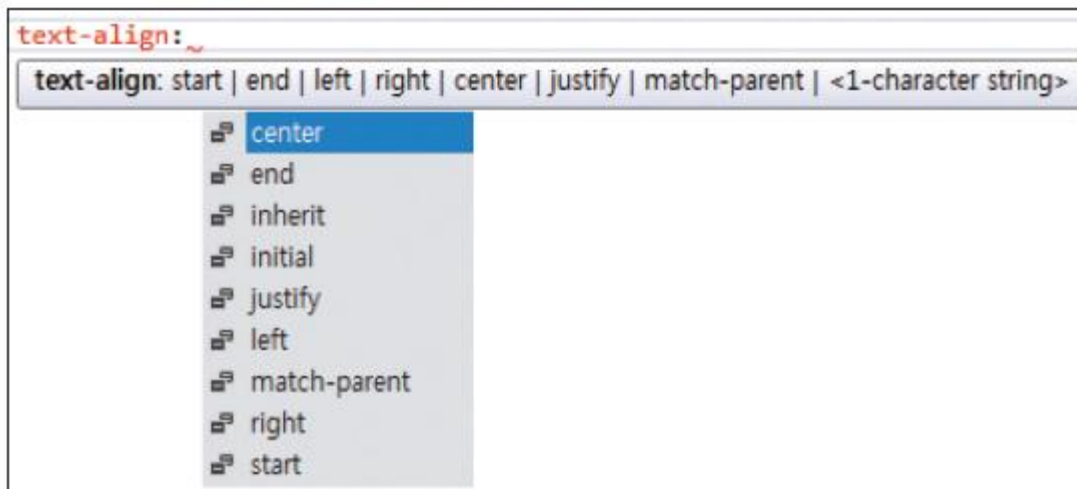 text-align:
text-align: start | end | left | right | center | justify | match-parent | <1-character string>
center
end
inherit
initial
justify
left
match-parent
right
start